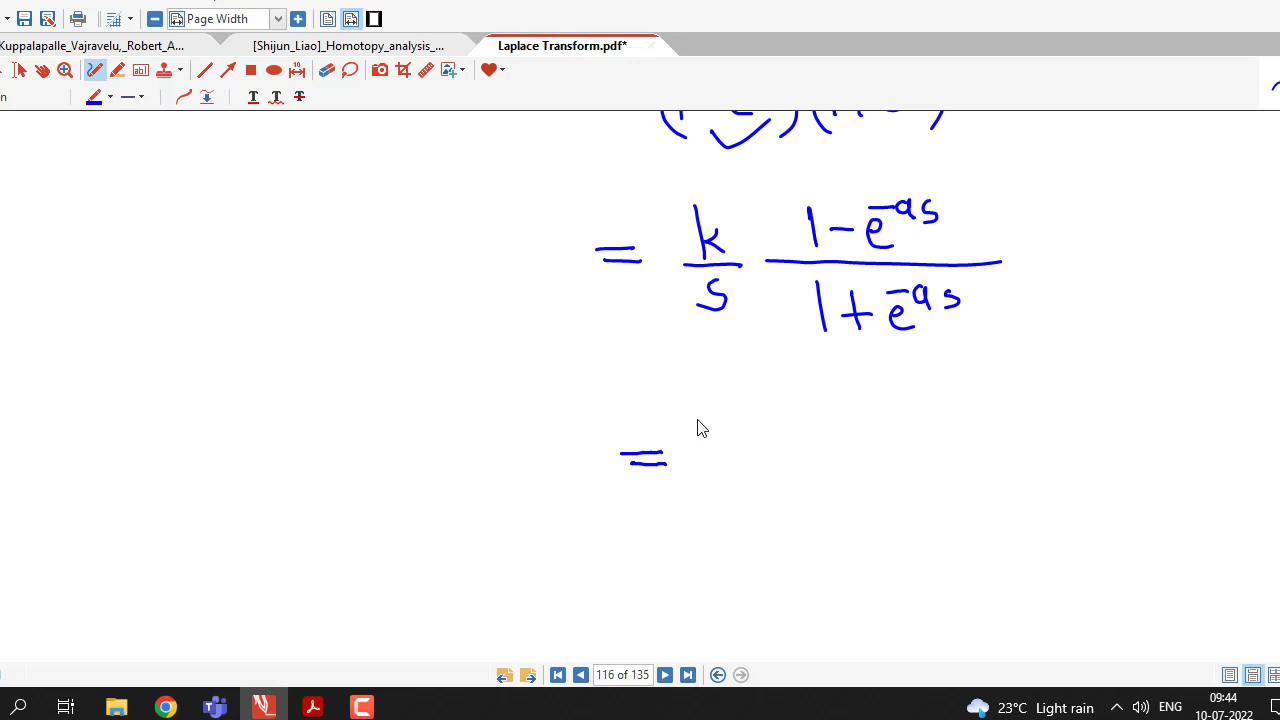 Page Width
Kuppalapalle_Vajravelu,_Robert_A... [Shijun_Liao]_Homotopy_analysis_... Laplace Transform.pdf*
n
= k/s (1 - e^-as)/(1 + e^-as)
=
116 of 135
23°C Light rain ENG 09:44
10-07-2022